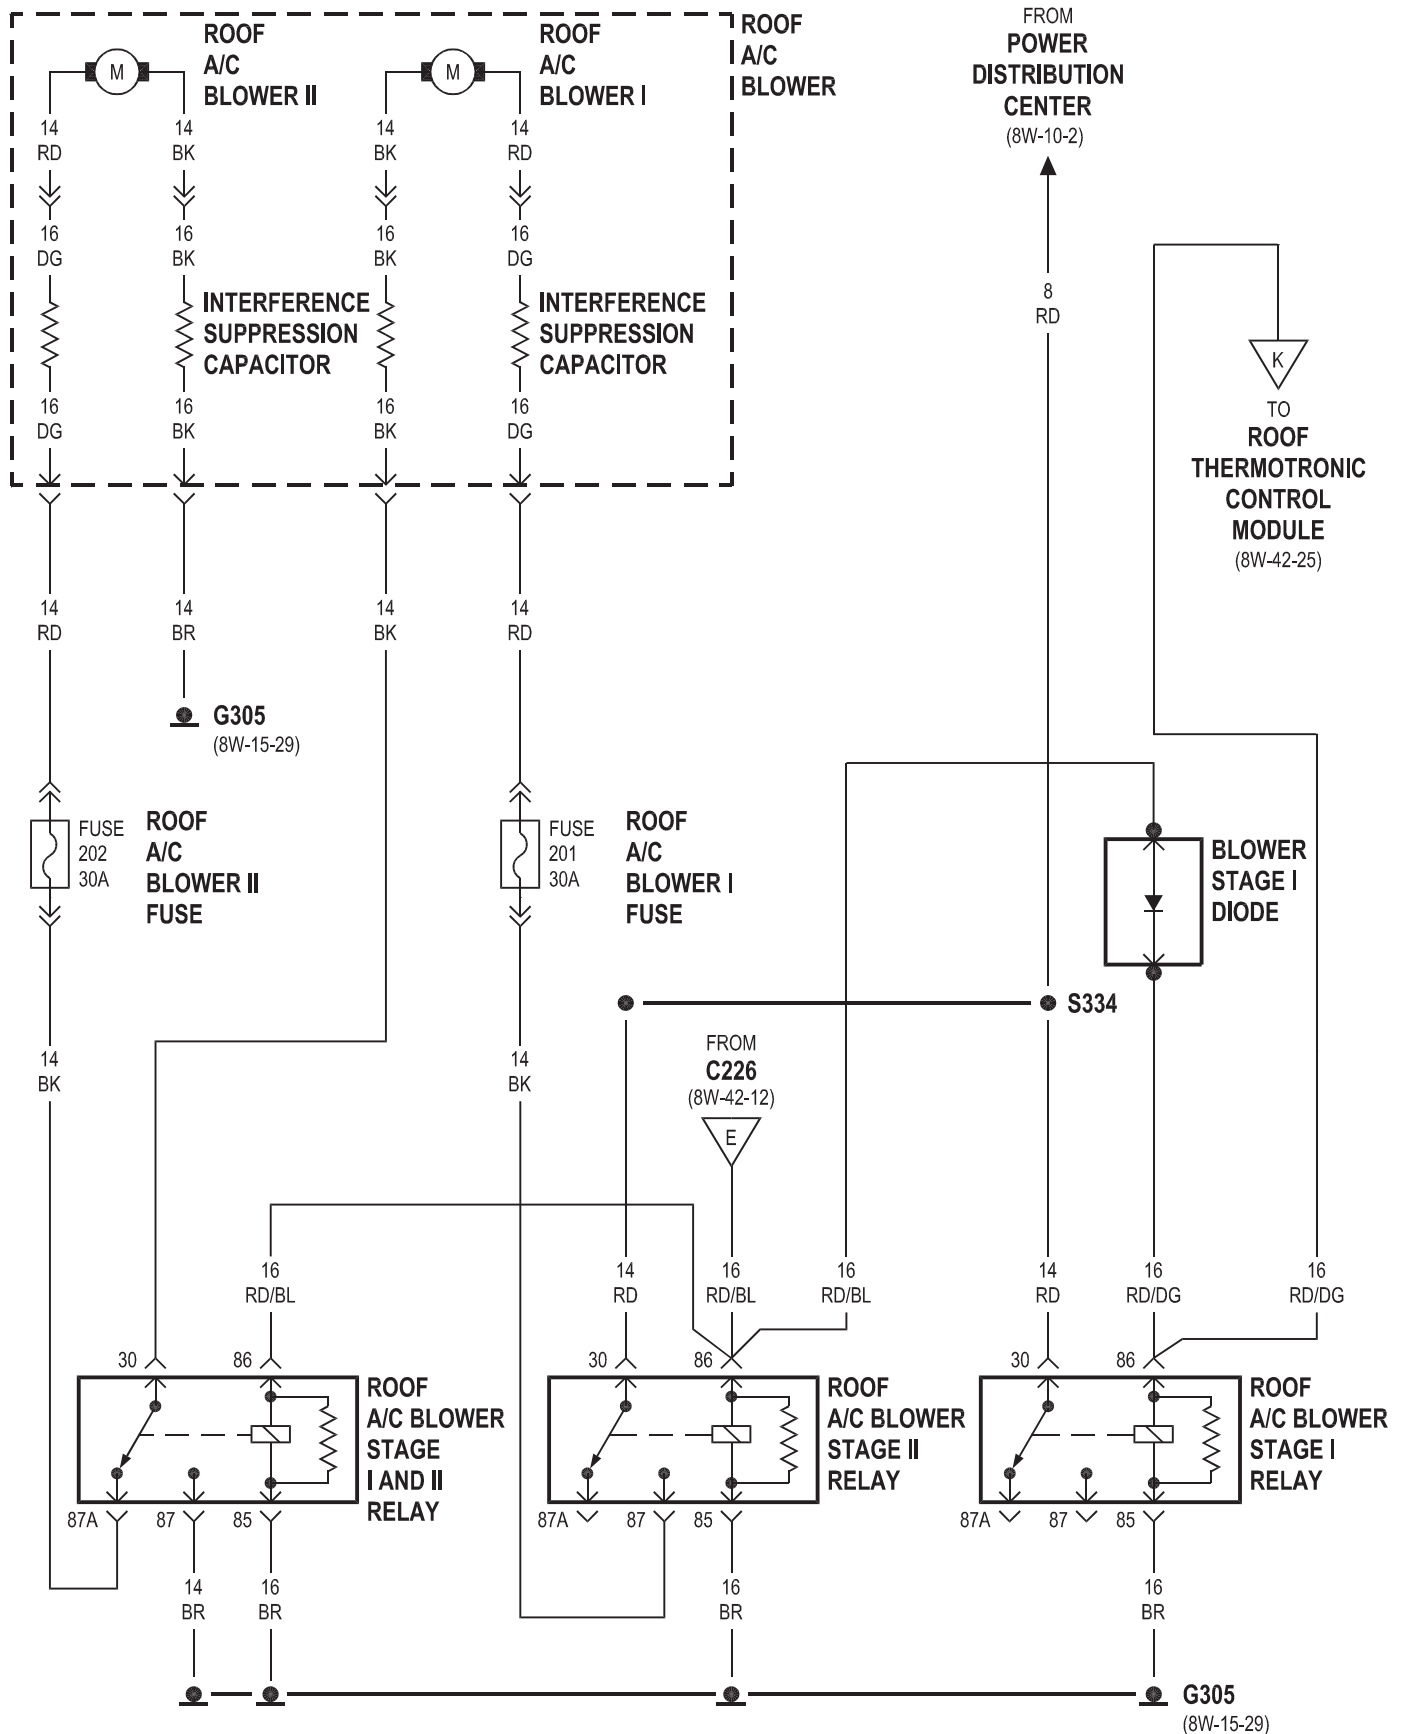 ROOF
A/C
BLOWER II
M
ROOF
A/C
BLOWER I
M
ROOF
A/C
BLOWER
FROM
POWER
DISTRIBUTION
CENTER
(8W-10-2)
14
RD
14
BK
14
BK
14
RD
16
DG
16
BK
16
BK
16
DG
INTERFERENCE
SUPPRESSION
CAPACITOR
INTERFERENCE
SUPPRESSION
CAPACITOR
8
RD
K
TO
ROOF
THERMOTRONIC
CONTROL
MODULE
(8W-42-25)
16
DG
16
BK
16
BK
16
DG
14
RD
14
BR
14
BK
14
RD
G305
(8W-15-29)
FUSE
202
30A
ROOF
A/C
BLOWER II
FUSE
FUSE
201
30A
ROOF
A/C
BLOWER I
FUSE
BLOWER
STAGE I
DIODE
S334
14
BK
14
BK
FROM
C226
(8W-42-12)
E
16
RD/BL
14
RD
16
RD/BL
16
RD/BL
14
RD
16
RD/DG
16
RD/DG
30
86
30
86
30
86
ROOF
A/C BLOWER
STAGE
I AND II
RELAY
ROOF
A/C BLOWER
STAGE II
RELAY
ROOF
A/C BLOWER
STAGE I
RELAY
87A
87
85
87A
87
85
87A
87
85
14
BR
16
BR
16
BR
16
BR
G305
(8W-15-29)